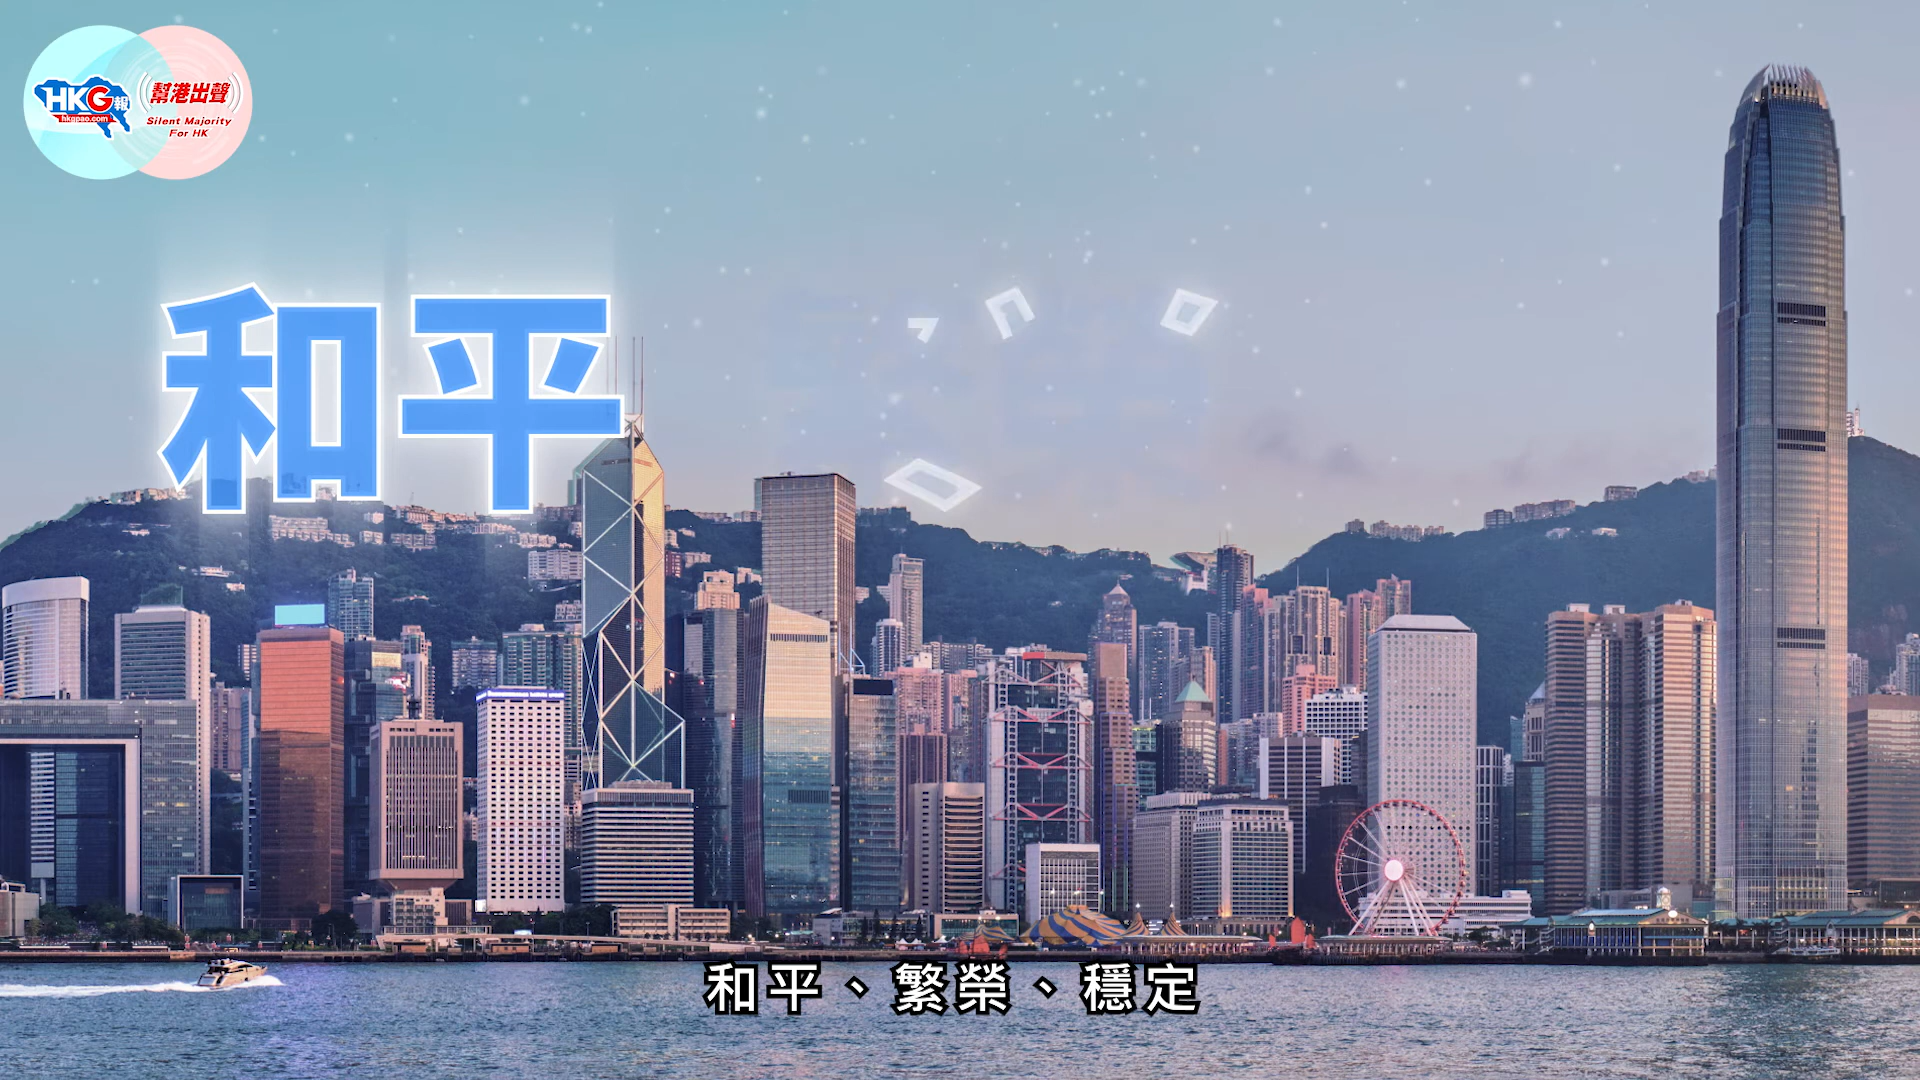 HKG報
hkgpao.com
幫港出聲
Silent Majority
For HK
和平
和平、繁榮、穩定